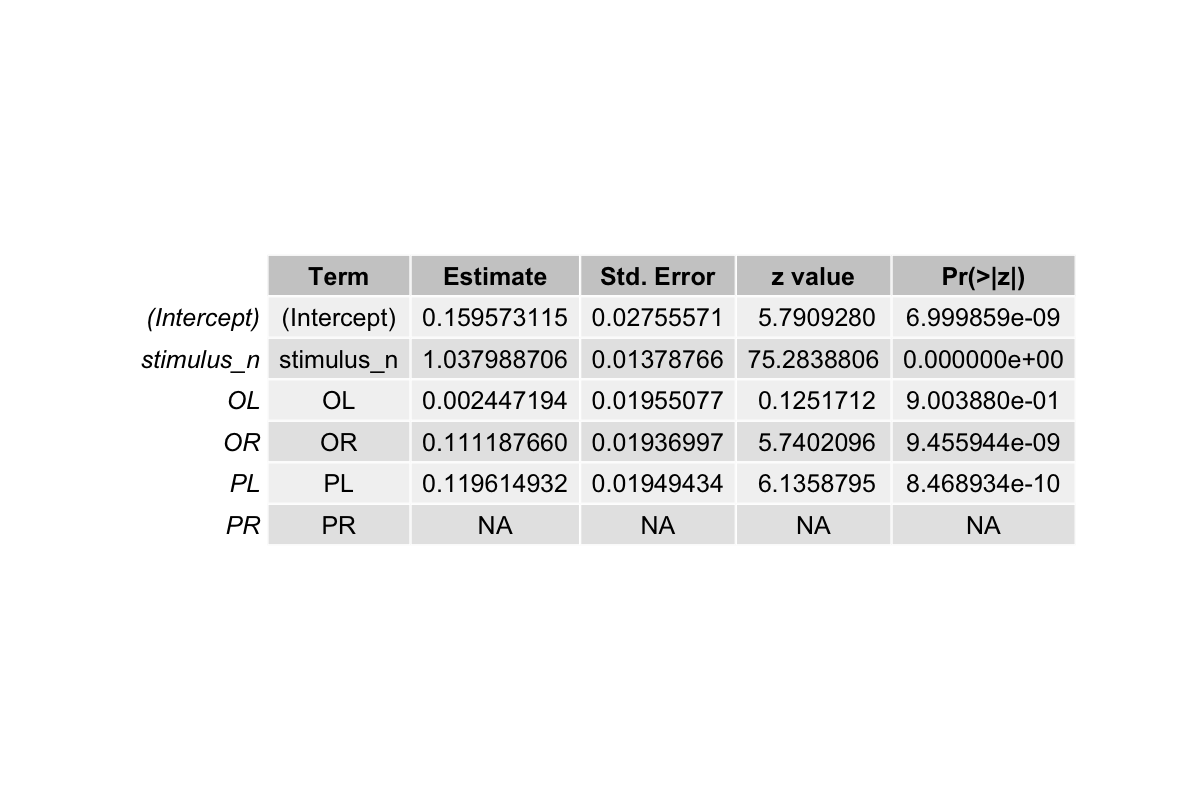 Term Estimate Std. Error z value Pr(>|z|)
(Intercept) (Intercept) 0.159573115 0.02755571 5.7909280 6.999859e-09
stimulus_n stimulus_n 1.037988706 0.01378766 75.2838806 0.000000e+00
OL OL 0.002447194 0.01955077 0.1251712 9.003880e-01
OR OR 0.111187660 0.01936997 5.7402096 9.455944e-09
PL PL 0.119614932 0.01949434 6.1358795 8.468934e-10
PR PR NA NA NA NA